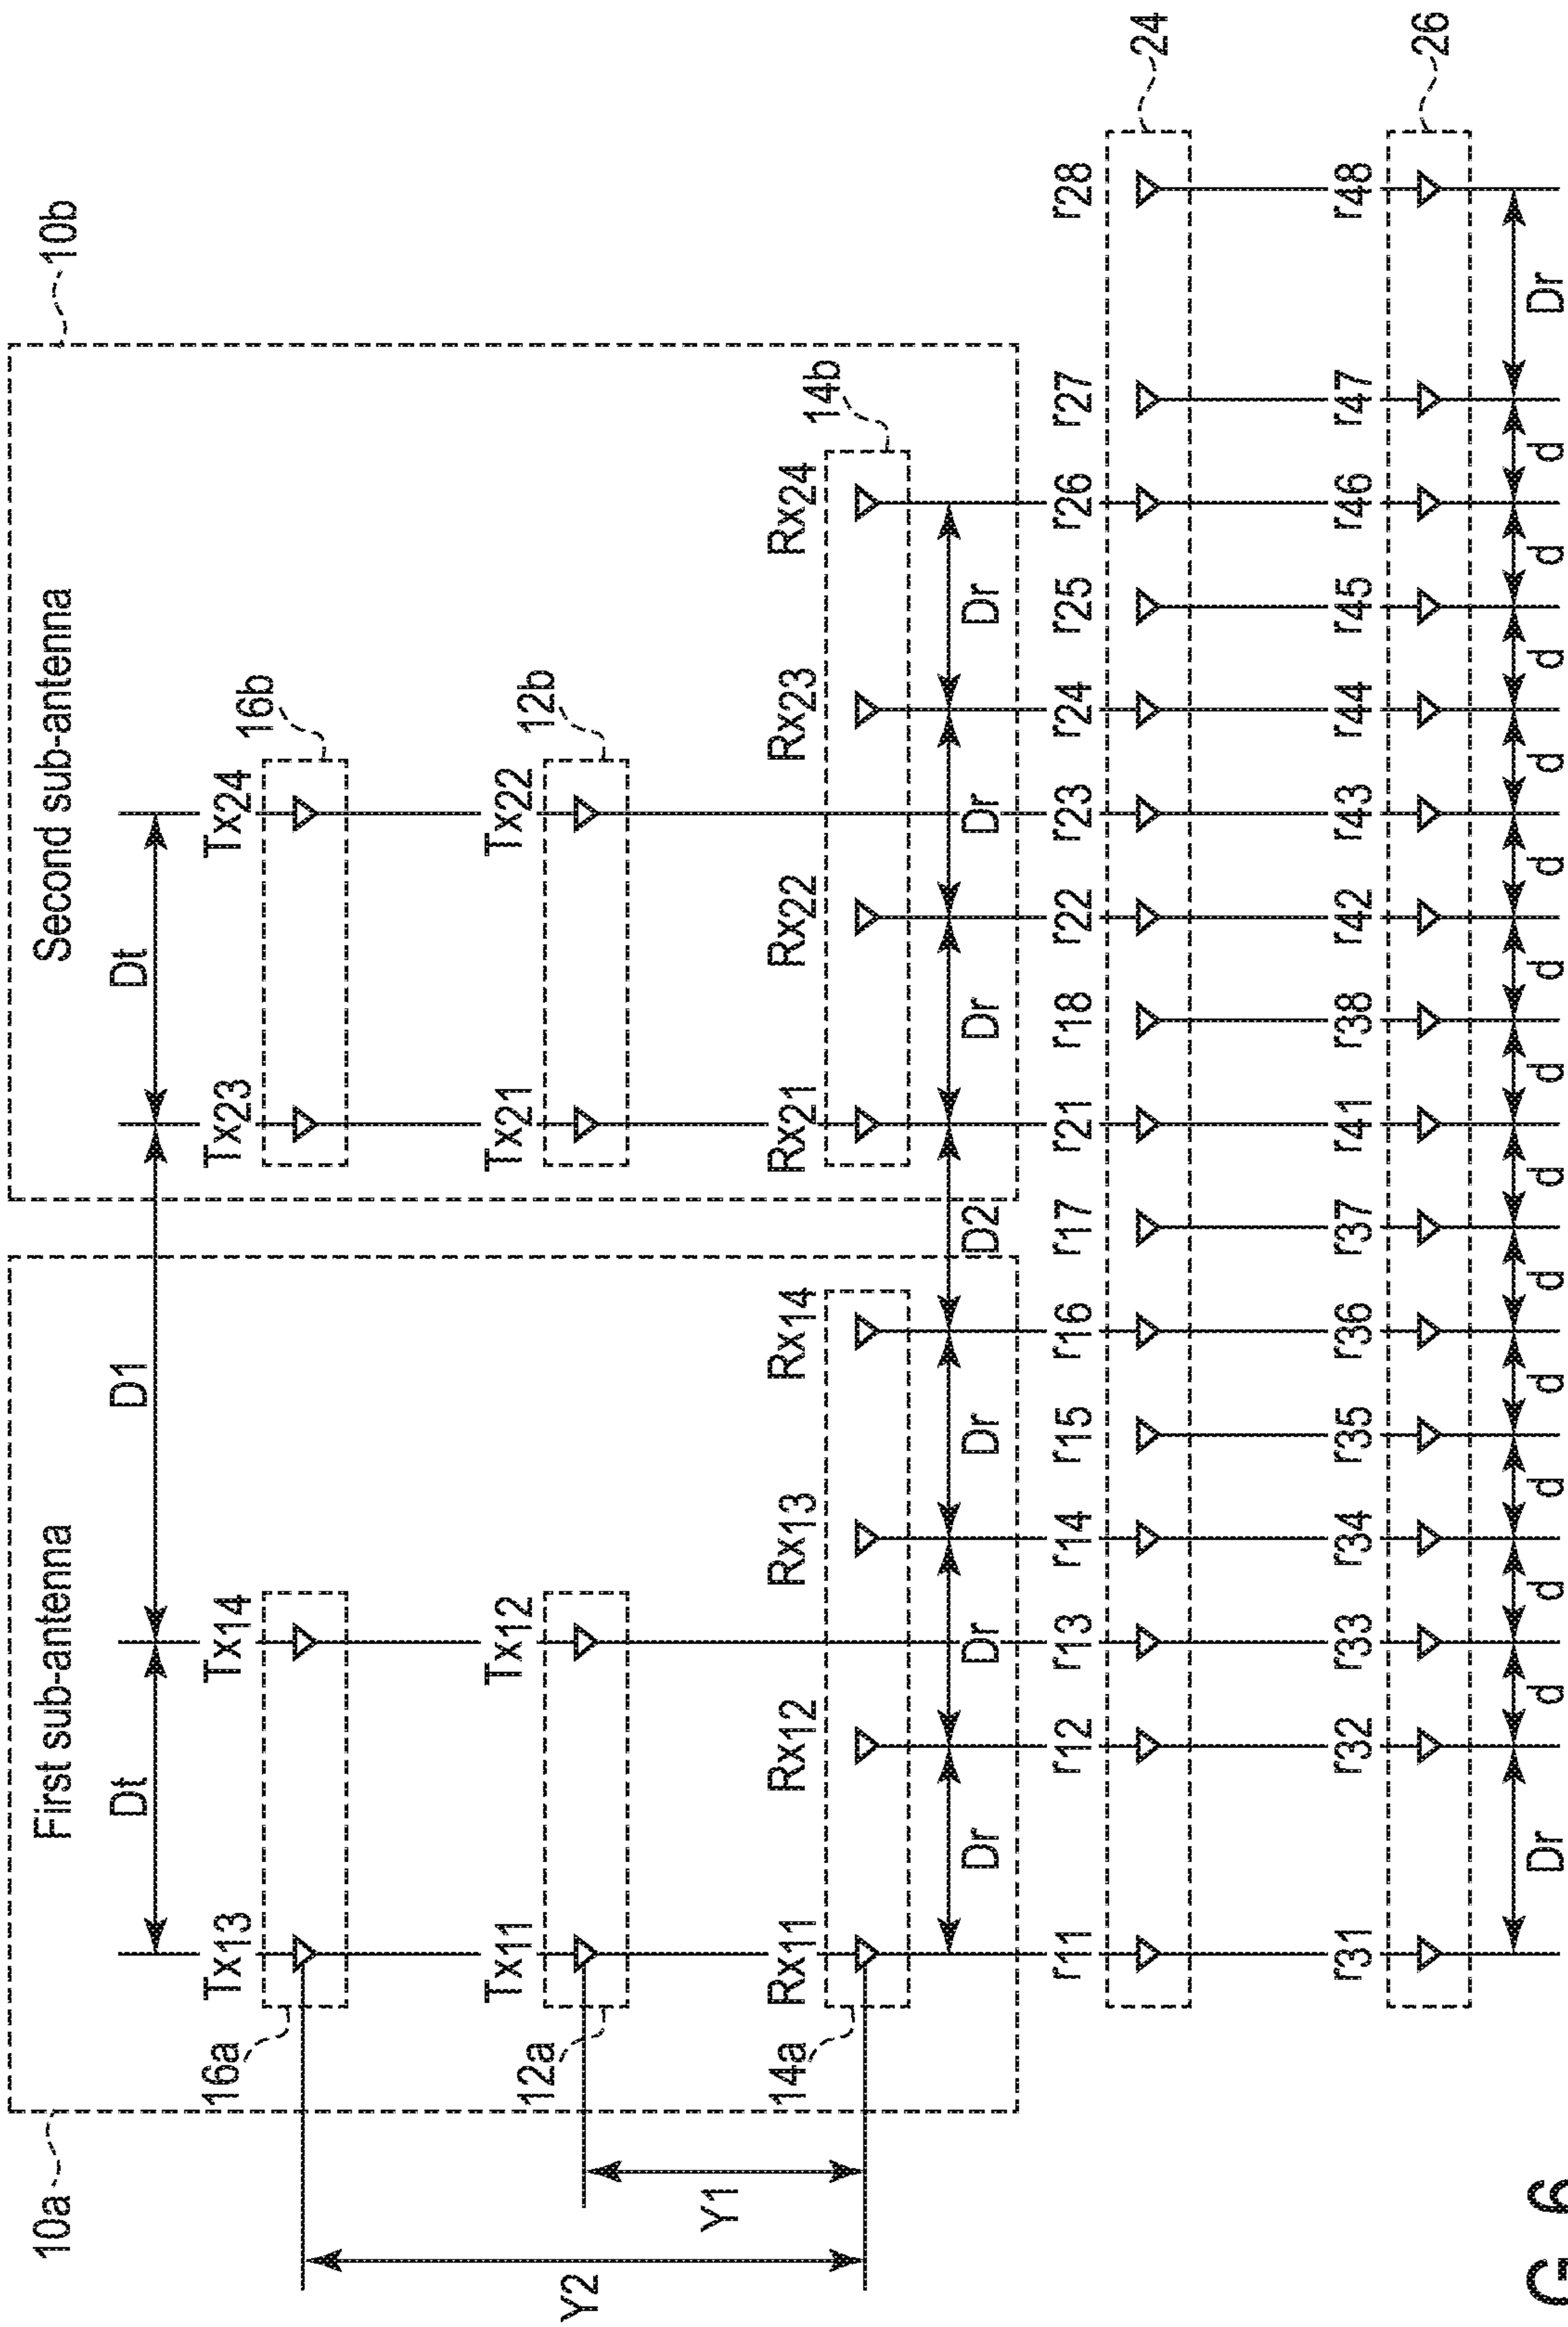 10a
First sub-antenna
Second sub-antenna
10b
Dt
D1
Dt
Tx13
Tx14
Tx23
Tx24
16a
16b
Tx11
Tx12
Tx21
Tx22
12a
12b
Y2
Y1
Rx11
Rx12
Rx13
Rx14
Rx21
Rx22
Rx23
Rx24
14a
14b
Dr
Dr
Dr
D2
Dr
Dr
Dr
r11
r12
r13
r14
r15
r16
r17
r21
r18
r22
r23
r24
r25
r26
r27
r28
24
r31
r32
r33
r34
r35
r36
r37
r41
r38
r42
r43
r44
r45
r46
r47
r48
26
Dr
d
d
d
d
d
d
d
d
d
d
d
d
d
Dr
G. 6